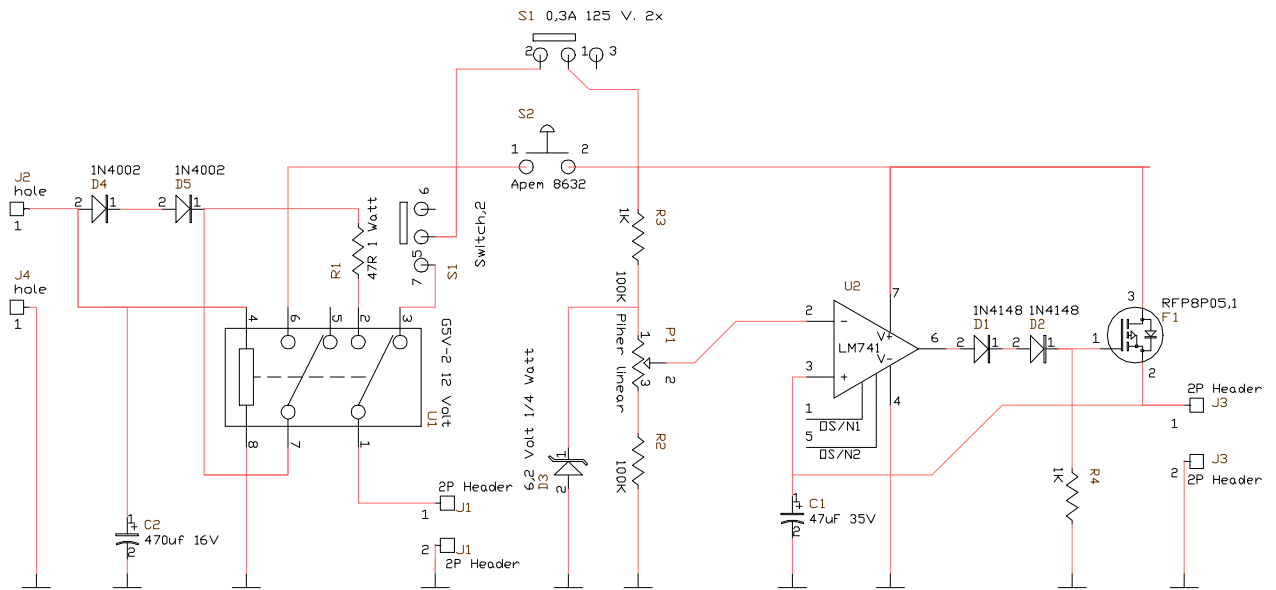 S1 0,3A 125 V. 2x
2
1
3
S2
1
2
Apem 8632
J2
hole
1
1N4002
D4
2
1
1N4002
D5
2
1
J4
hole
1
R1
47R 1 Watt
6
5
7
S1
Switch,2
1K
R3
100K Piher linear
P1
1
3
2
R2
100K
4
6
5
2
3
8
7
1
G5V-2 12 Volt
U1
C2
470uf 16V
1
+
2
2P Header
1
J1
2
J1
2P Header
6,2 Volt 1/4 Watt
D3
1
2
U2
LM741
2
-
3
+
7
V+
V-
6
4
1
OS/N1
5
OS/N2
1N4148
D1
2
1
1N4148
D2
2
1
3
RFP8P05,1
F1
1
2
2P Header
J3
1
J3
2
2P Header
R4
1K
C1
47uF 35V
1
+
2